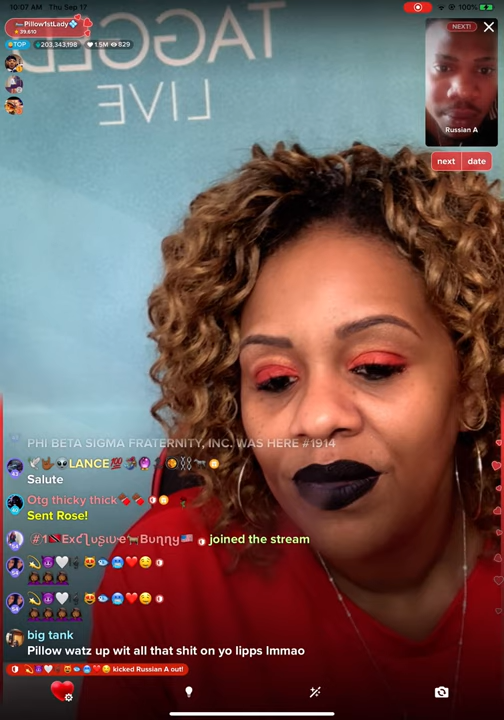 10:07 AM Thu Sep 17
100%
Pillow1stLady
39,610
TOP 203,343,198 1.5M 829
TAGGED
LIVE
NEXT!
Russian A
next date
PHI BETA SIGMA FRATERNITY, INC. WAS HERE #1914
LANCE💯
Salute
Otg thicky thick
Sent Rose!
#1🇹🇹 Exclusive Bunny🇺🇸 joined the stream
big tank
Pillow watz up wit all that shit on yo lipps lmmao
kicked Russian A out!